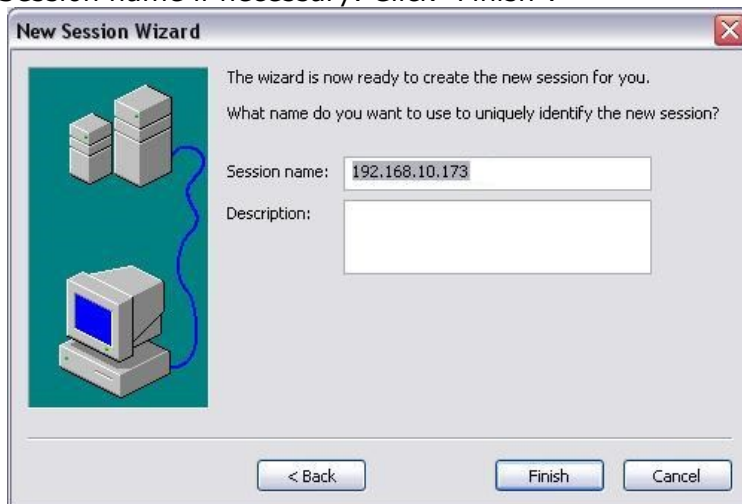 Session name if necessary. Click "Finish".
New Session Wizard
The wizard is now ready to create the new session for you.
What name do you want to use to uniquely identify the new session?
Session name: 192.168.10.173
Description:
< Back Finish Cancel